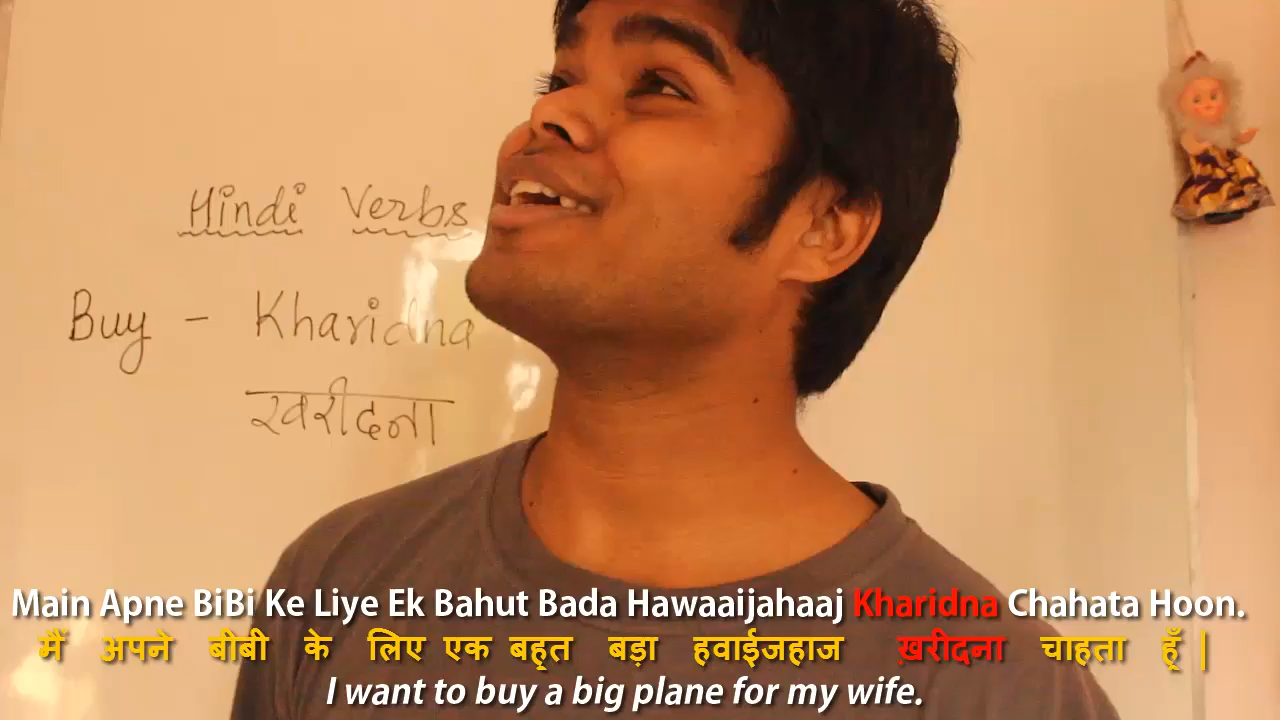 Hindi Verbs
Buy - Kharidna
खरीदना
Main Apne BiBi Ke Liye Ek Bahut Bada Hawaaijahaaj Kharidna Chahata Hoon.
मैं अपने बीबी के लिए एक बहुत बड़ा हवाईजहाज ख़रीदना चाहता हूँ |
I want to buy a big plane for my wife.